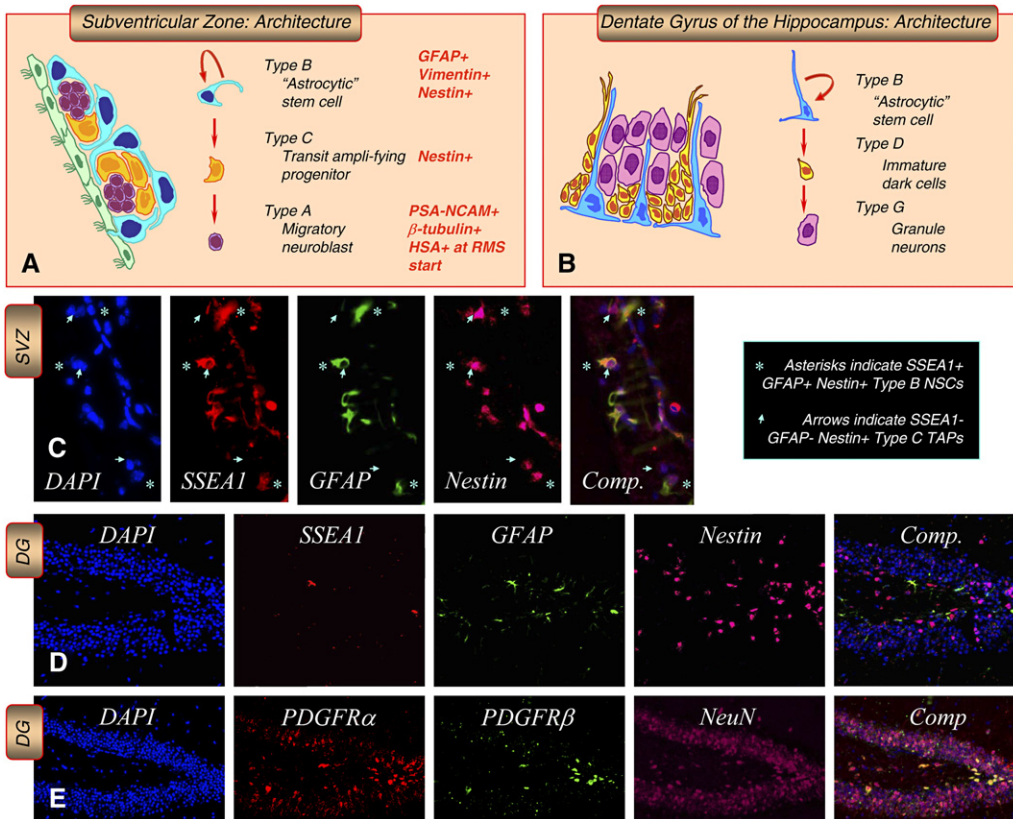 Subventricular Zone: Architecture
Type B
"Astrocytic"
stem cell
GFAP+
Vimentin+
Nestin+
Type C
Transit ampli-fying
progenitor
Nestin+
Type A
Migratory
neuroblast
PSA-NCAM+
β-tubulin+
HSA+ at RMS
start
A
Dentate Gyrus of the Hippocampus: Architecture
Type B
"Astrocytic"
stem cell
Type D
Immature
dark cells
Type G
Granule
neurons
B
SVZ
C
DAPI
SSEA1
GFAP
Nestin
Comp.
* Asterisks indicate SSEA1+
GFAP+ Nestin+ Type B NSCs
Arrows indicate SSEA1-
GFAP- Nestin+ Type C TAPs
DG
DAPI
SSEA1
GFAP
Nestin
Comp.
D
DG
DAPI
PDGFRα
PDGFRβ
NeuN
Comp
E